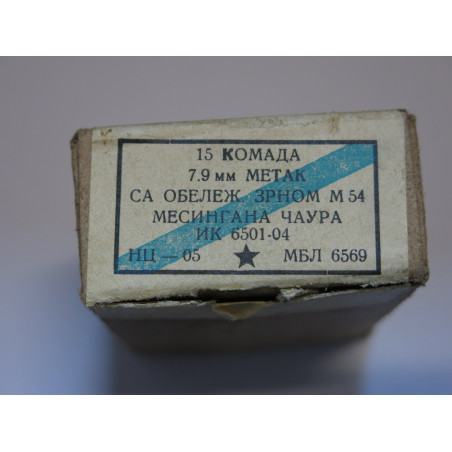 15 КОМАДА
7.9 мм МЕТАК
СА ОБЕЛЕЖ. ЗРНОМ М 54
МЕСИНГАНА ЧАУРА
ИК 6501-04
НЦ — 05 ★ МБЛ 6569